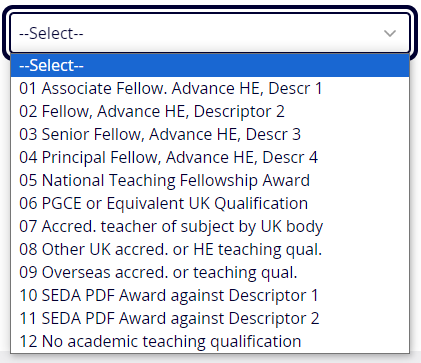 --Select--
--Select--
01 Associate Fellow. Advance HE, Descr 1
02 Fellow, Advance HE, Descriptor 2
03 Senior Fellow, Advance HE, Descr 3
04 Principal Fellow, Advance HE, Descr 4
05 National Teaching Fellowship Award
06 PGCE or Equivalent UK Qualification
07 Accred. teacher of subject by UK body
08 Other UK accred. or HE teaching qual.
09 Overseas accred. or teaching qual.
10 SEDA PDF Award against Descriptor 1
11 SEDA PDF Award against Descriptor 2
12 No academic teaching qualification